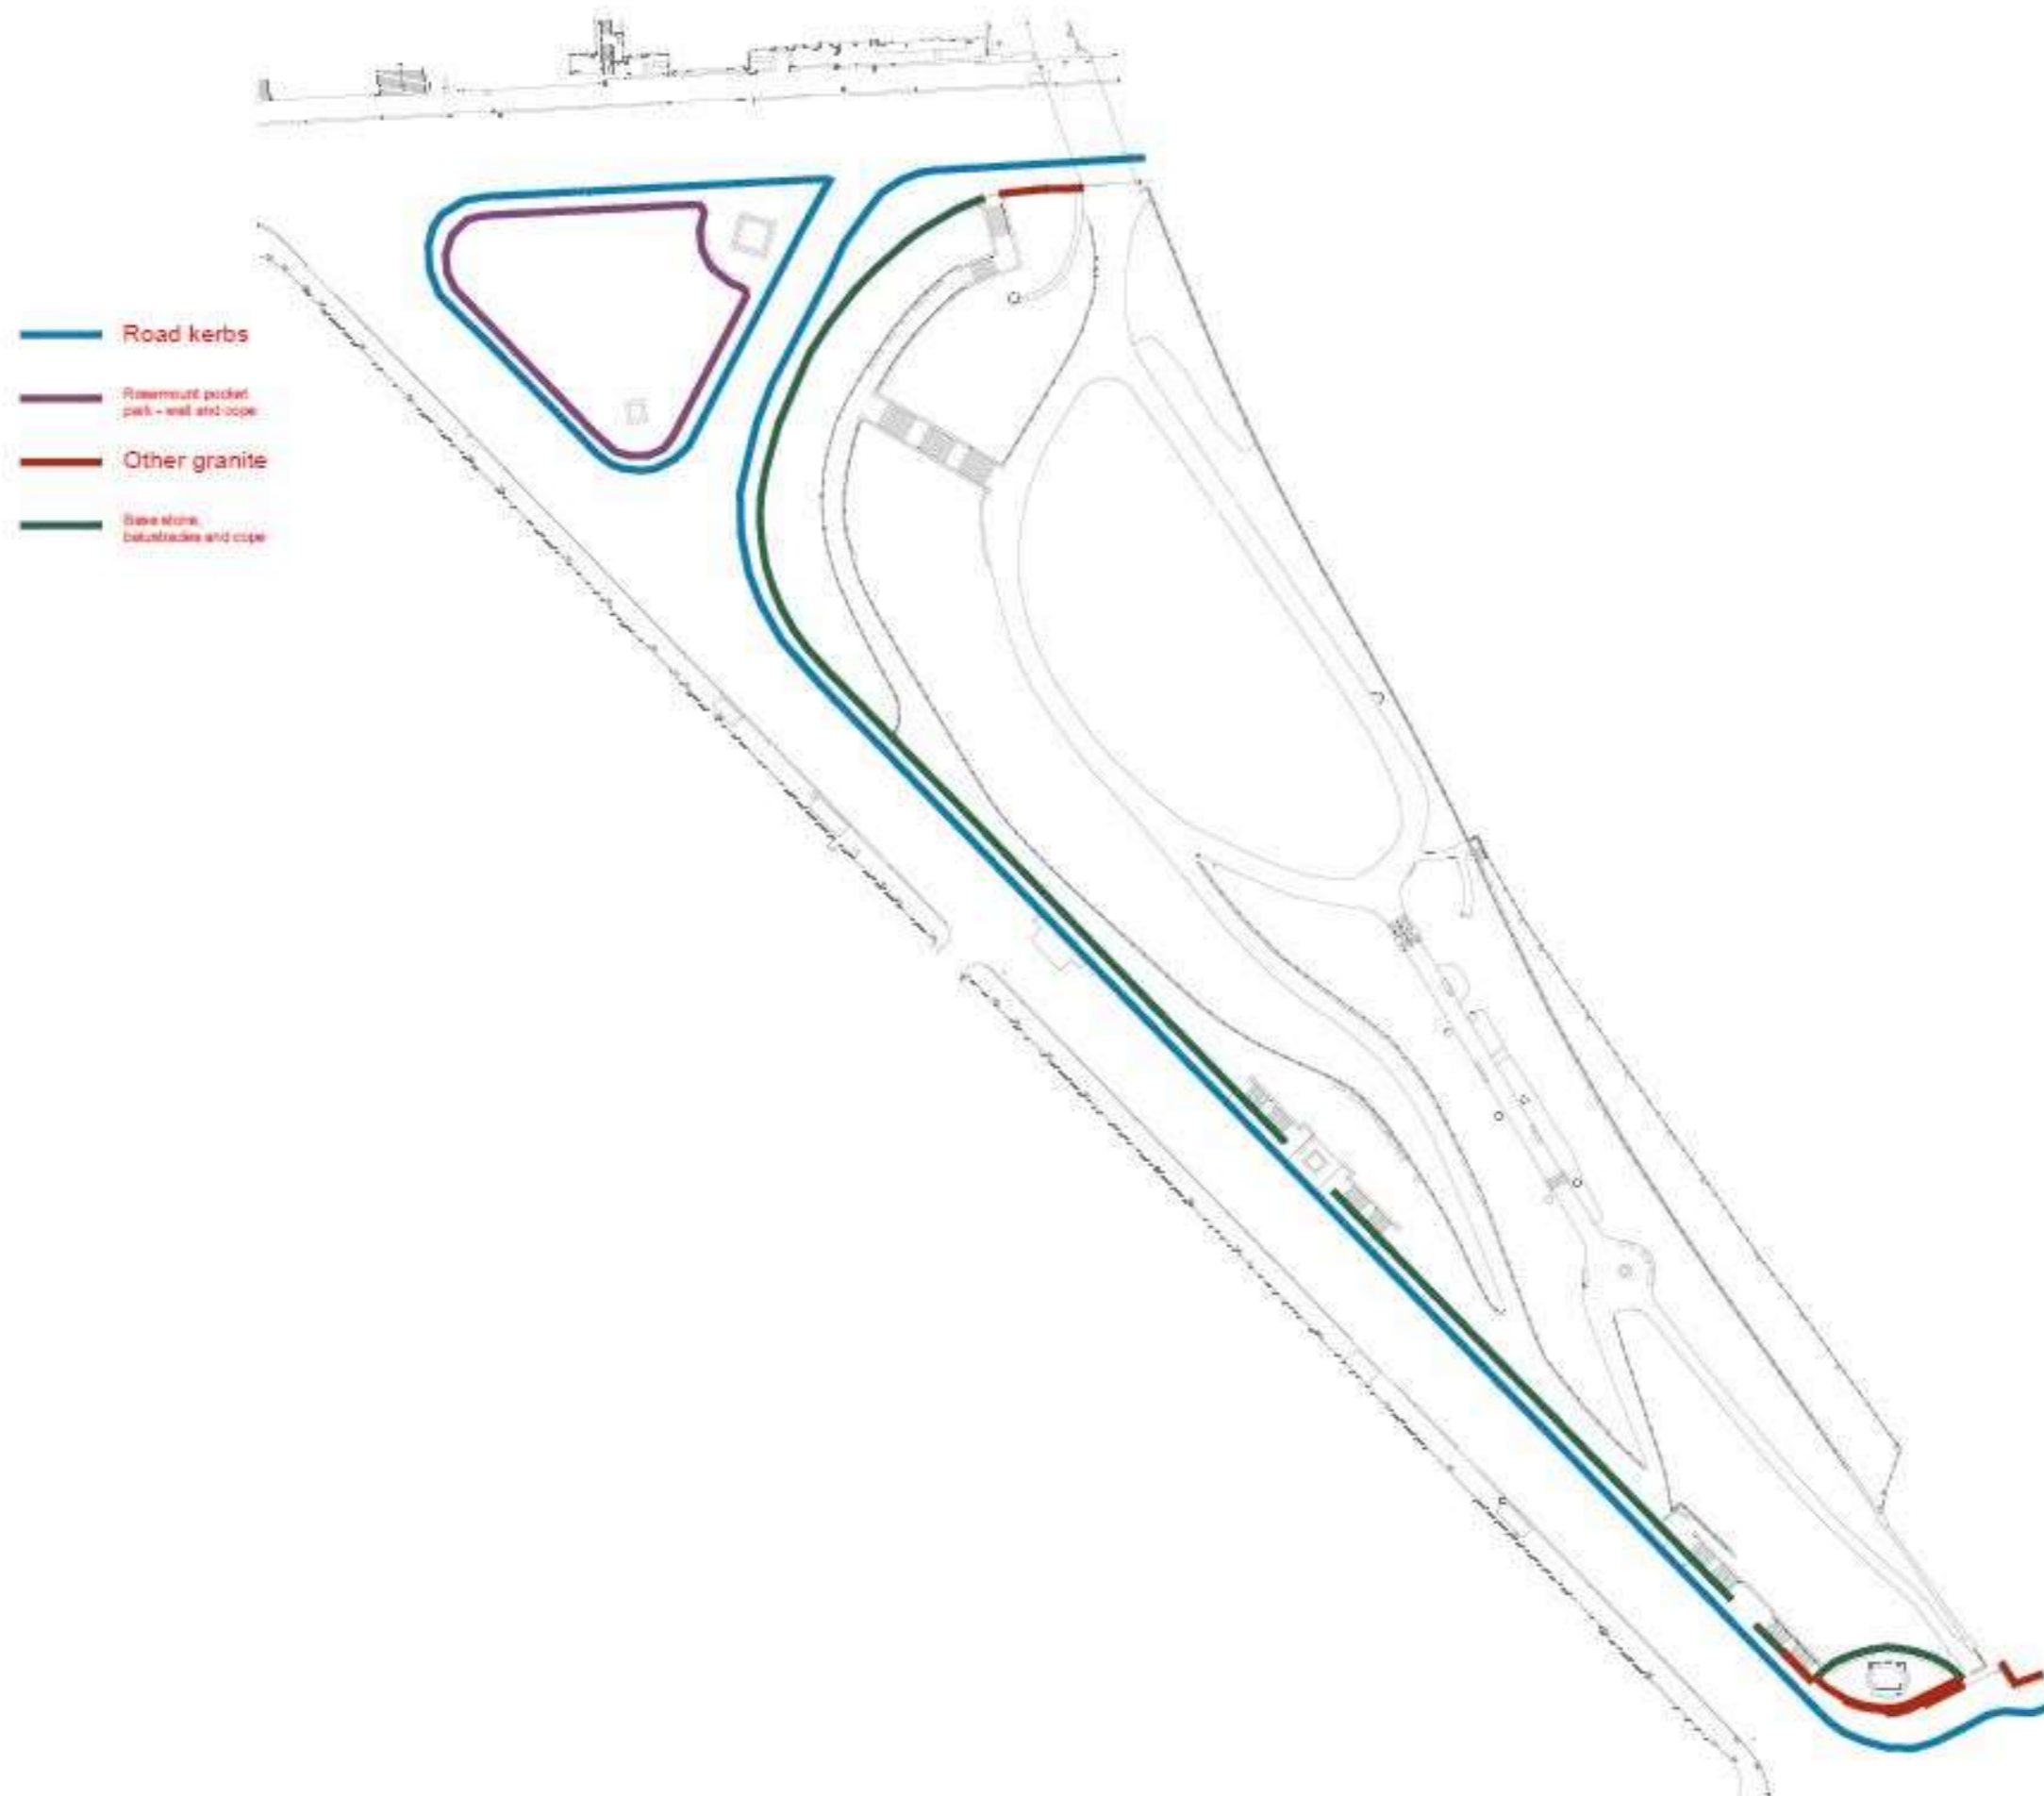 Road kerbs
Rosemount pocket
park - wall and cope
Other granite
Base stone,
balustrades and cope